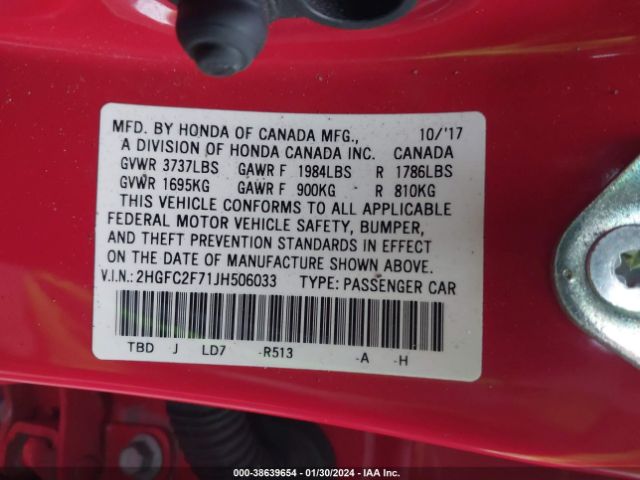 MFD. BY HONDA OF CANADA MFG., 10/'17
A DIVISION OF HONDA CANADA INC. CANADA
GVWR 3737LBS GAWR F 1984LBS R 1786LBS
GVWR 1695KG GAWR F 900KG R 810KG
THIS VEHICLE CONFORMS TO ALL APPLICABLE
FEDERAL MOTOR VEHICLE SAFETY, BUMPER,
AND THEFT PREVENTION STANDARDS IN EFFECT
ON THE DATE OF MANUFACTURE SHOWN ABOVE.
V.I.N.: 2HGFC2F71JH506033 TYPE: PASSENGER CAR
TBD J LD7 -R513 -A -H
000-38639654 - 01/30/2024 - IAA Inc.